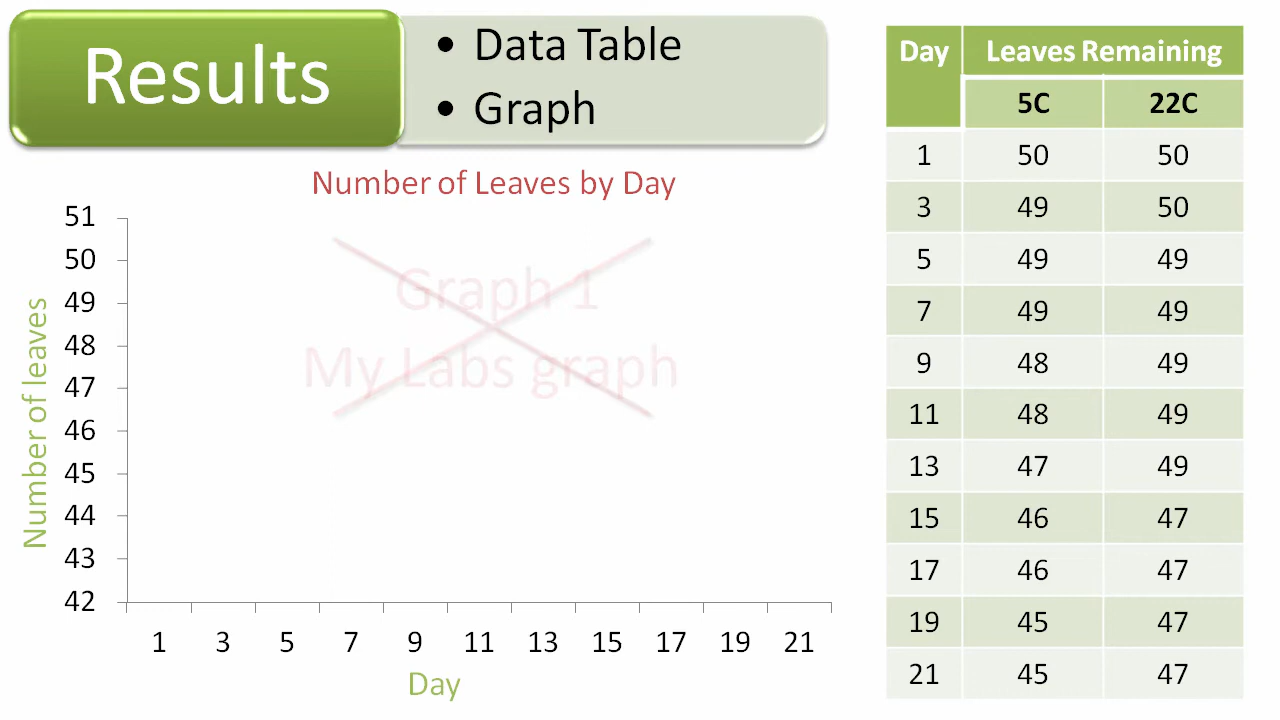 Results
• Data Table
• Graph
Number of Leaves by Day
Graph 1
My Labs graph
Number of leaves
51
50
49
48
47
46
45
44
43
42
1 3 5 7 9 11 13 15 17 19 21
Day
Day Leaves Remaining
5C 22C
1 50 50
3 49 50
5 49 49
7 49 49
9 48 49
11 48 49
13 47 49
15 46 47
17 46 47
19 45 47
21 45 47